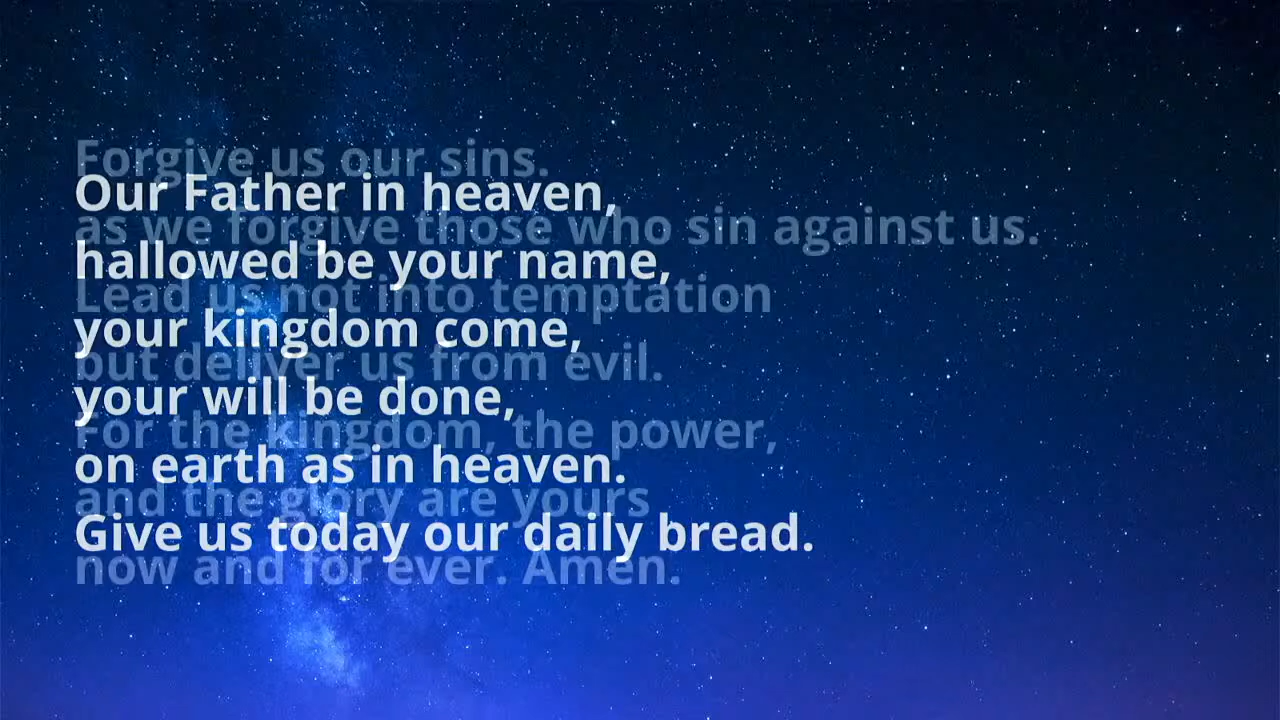 Forgive us our sins.
Our Father in heaven,
as we forgive those who sin against us.
hallowed be your name,
Lead us not into temptation
your kingdom come,
but deliver us from evil.
your will be done,
For the kingdom, the power,
on earth as in heaven.
and the glory are yours
Give us today our daily bread.
now and for ever. Amen.